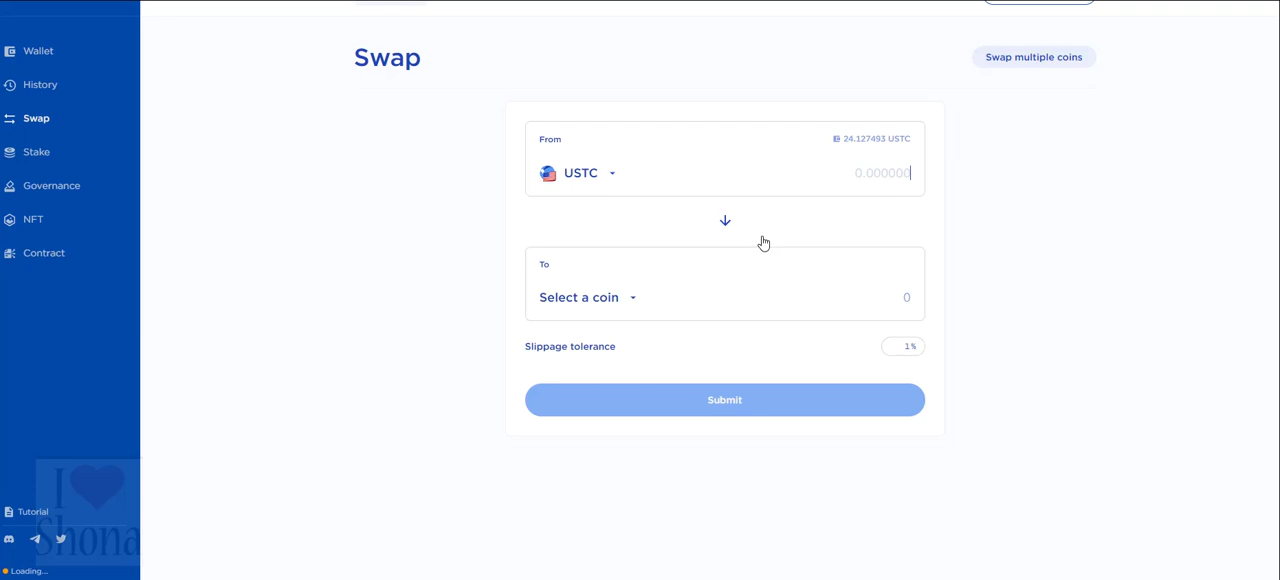 Wallet
History
Swap
Stake
Governance
NFT
Contract
Tutorial
Loading...
I
Shona
Swap
Swap multiple coins
From
24.127493 USTC
USTC
0.000000
To
Select a coin
0
Slippage tolerance
1%
Submit